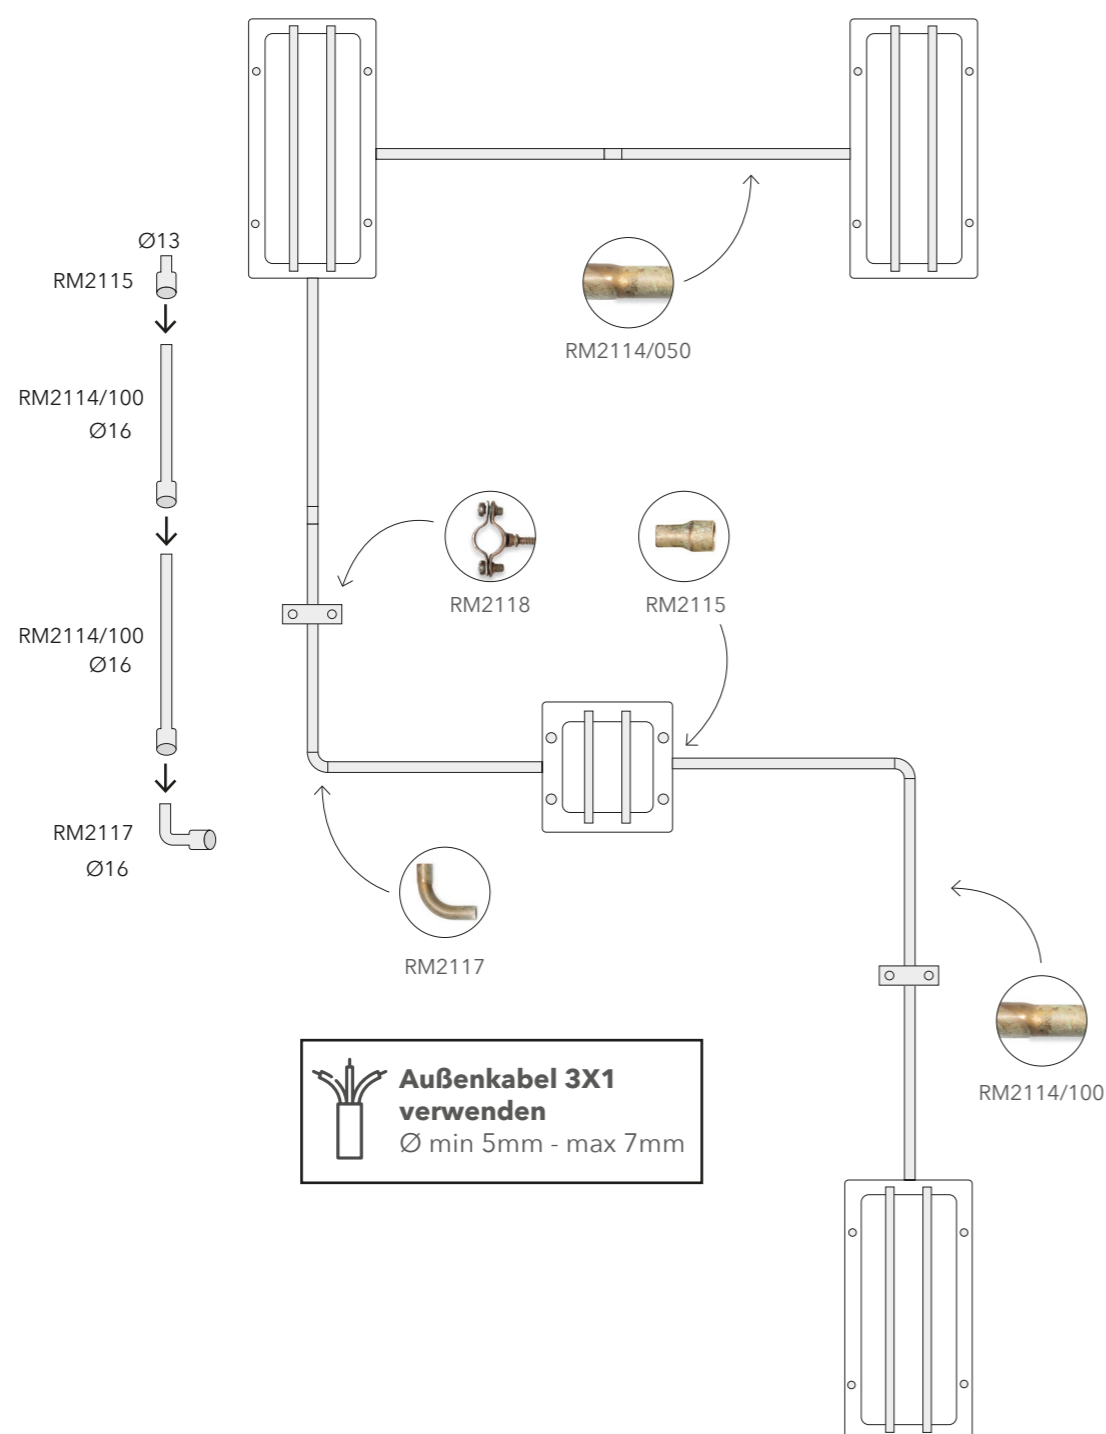 Ø13
RM2115
RM2114/050
RM2114/100
Ø16
RM2118
RM2115
RM2114/100
Ø16
RM2117
Ø16
RM2117
Außenkabel 3X1
verwenden
Ø min 5mm - max 7mm
RM2114/100